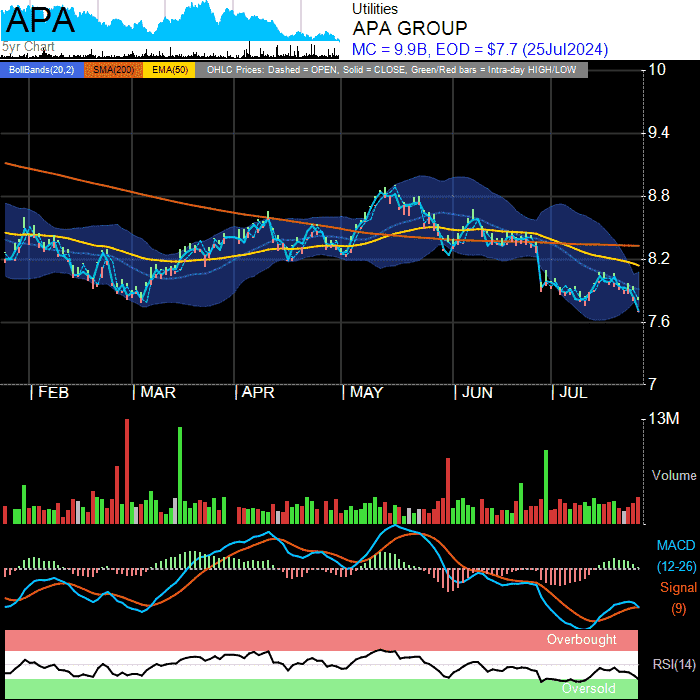 APA
5yr Chart
Utilities
APA GROUP
MC = 9.9B, EOD = $7.7 (25Jul2024)
BollBands(20,2) SMA(200) EMA(50) OHLC Prices: Dashed = OPEN, Solid = CLOSE, Green/Red bars = Intra-day HIGH/LOW
10
9.4
8.8
8.2
7.6
7
| FEB | MAR | APR | MAY | JUN | JUL
13M
Volume
MACD
(12-26)
Signal
(9)
Overbought
RSI(14)
Oversold